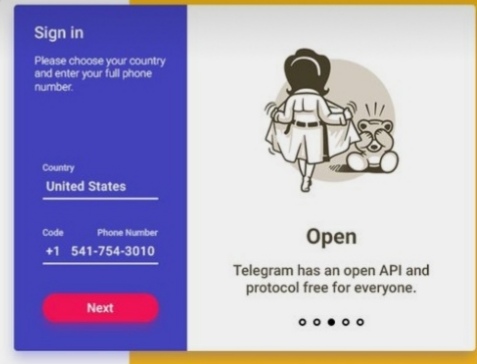 Sign in
Please choose your country
and enter your full phone
number.
Country
United States
Code Phone Number
+1 541-754-3010
Next
Open
Telegram has an open API and
protocol free for everyone.